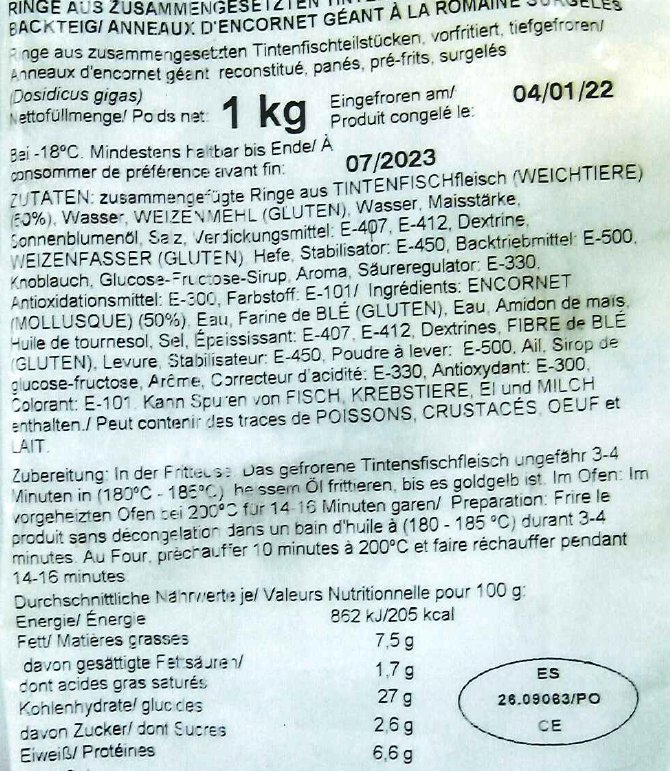 RINGE AUS ZUSAMMENGESETZTEN
BACKTEIG/ ANNEAUX D'ENCORNET GÉANT À LA ROMAINE SURGELÉS
Ringe aus zusammengesetzten Tintenfischteilstücken, vorfritiert, tiefgefroren/
Anneaux d'encornet géant reconstitué, panés, pré-frits, surgelés
(Dosidicus gigas)
Nettofüllmenge/ Poids net: 1 kg
Eingefroren am/ 04/01/22
Produit congelé le:
Bei -18°C. Mindestens haltbar bis Ende/ À
consommer de préférence avant fin: 07/2023
ZUTATEN: zusammengefügte Ringe aus TINTENFISCHfleisch (WEICHTIERE)
(50%), Wasser, WEIZENMEHL (GLUTEN), Wasser, Maisstärke,
Sonnenblumenöl, Salz, Verdickungsmittel: E-407, E-412, Dextrine,
WEIZENFASSER (GLUTEN), Hefe, Stabilisator: E-450, Backtriebmittel: E-500,
Knoblauch, Glucose-Fructose-Sirup, Aroma, Säureregulator: E-330,
Antioxidationsmittel: E-300, Farbstoff: E-101/ Ingrédients: ENCORNET
(MOLLUSQUE) (50%), Eau, Farine de BLÉ (GLUTEN), Eau, Amidon de maïs,
Huile de tournesol, Sel, Épaississant: E-407, E-412, Dextrines, FIBRE de BLÉ
(GLUTEN), Levure, Stabilisateur: E-450, Poudre à lever: E-500, Ail, Sirop de
glucose-fructose, Arôme, Correcteur d'acidité: E-330, Antioxydant: E-300,
Colorant: E-101. Kann Spuren von FISCH, KREBSTIERE, EI und MILCH
enthalten./ Peut contenir des traces de POISSONS, CRUSTACÉS, OEUF et
LAIT.
Zubereitung: In der Fritteuse: Das gefrorene Tintensfischfleisch ungefähr 3-4
Minuten in (180°C - 185°C) heissem Öl frittieren, bis es goldgelb ist. Im Ofen: Im
vorgeheizten Ofen bei 200°C für 14-16 Minuten garen/ Preparation: Frire le
produit sans décongelation dans un bain d'huile à (180 - 185 °C) durant 3-4
minutes. Au Four, préchauffer 10 minutes à 200°C et faire réchauffer pendant
14-16 minutes
Durchschnittliche Nährwerte je/ Valeurs Nutritionnelle pour 100 g:
Energie/ Énergie 862 kJ/205 kcal
Fett/ Matières grasses 7,5 g
davon gesättigte Fettsäuren/
dont acides gras saturés 1,7 g
Kohlenhydrate/ glucides 27 g
davon Zucker/ dont Sucres 2,6 g
Eiweiß/ Protéines 6,6 g
ES
26.09083/PO
CE